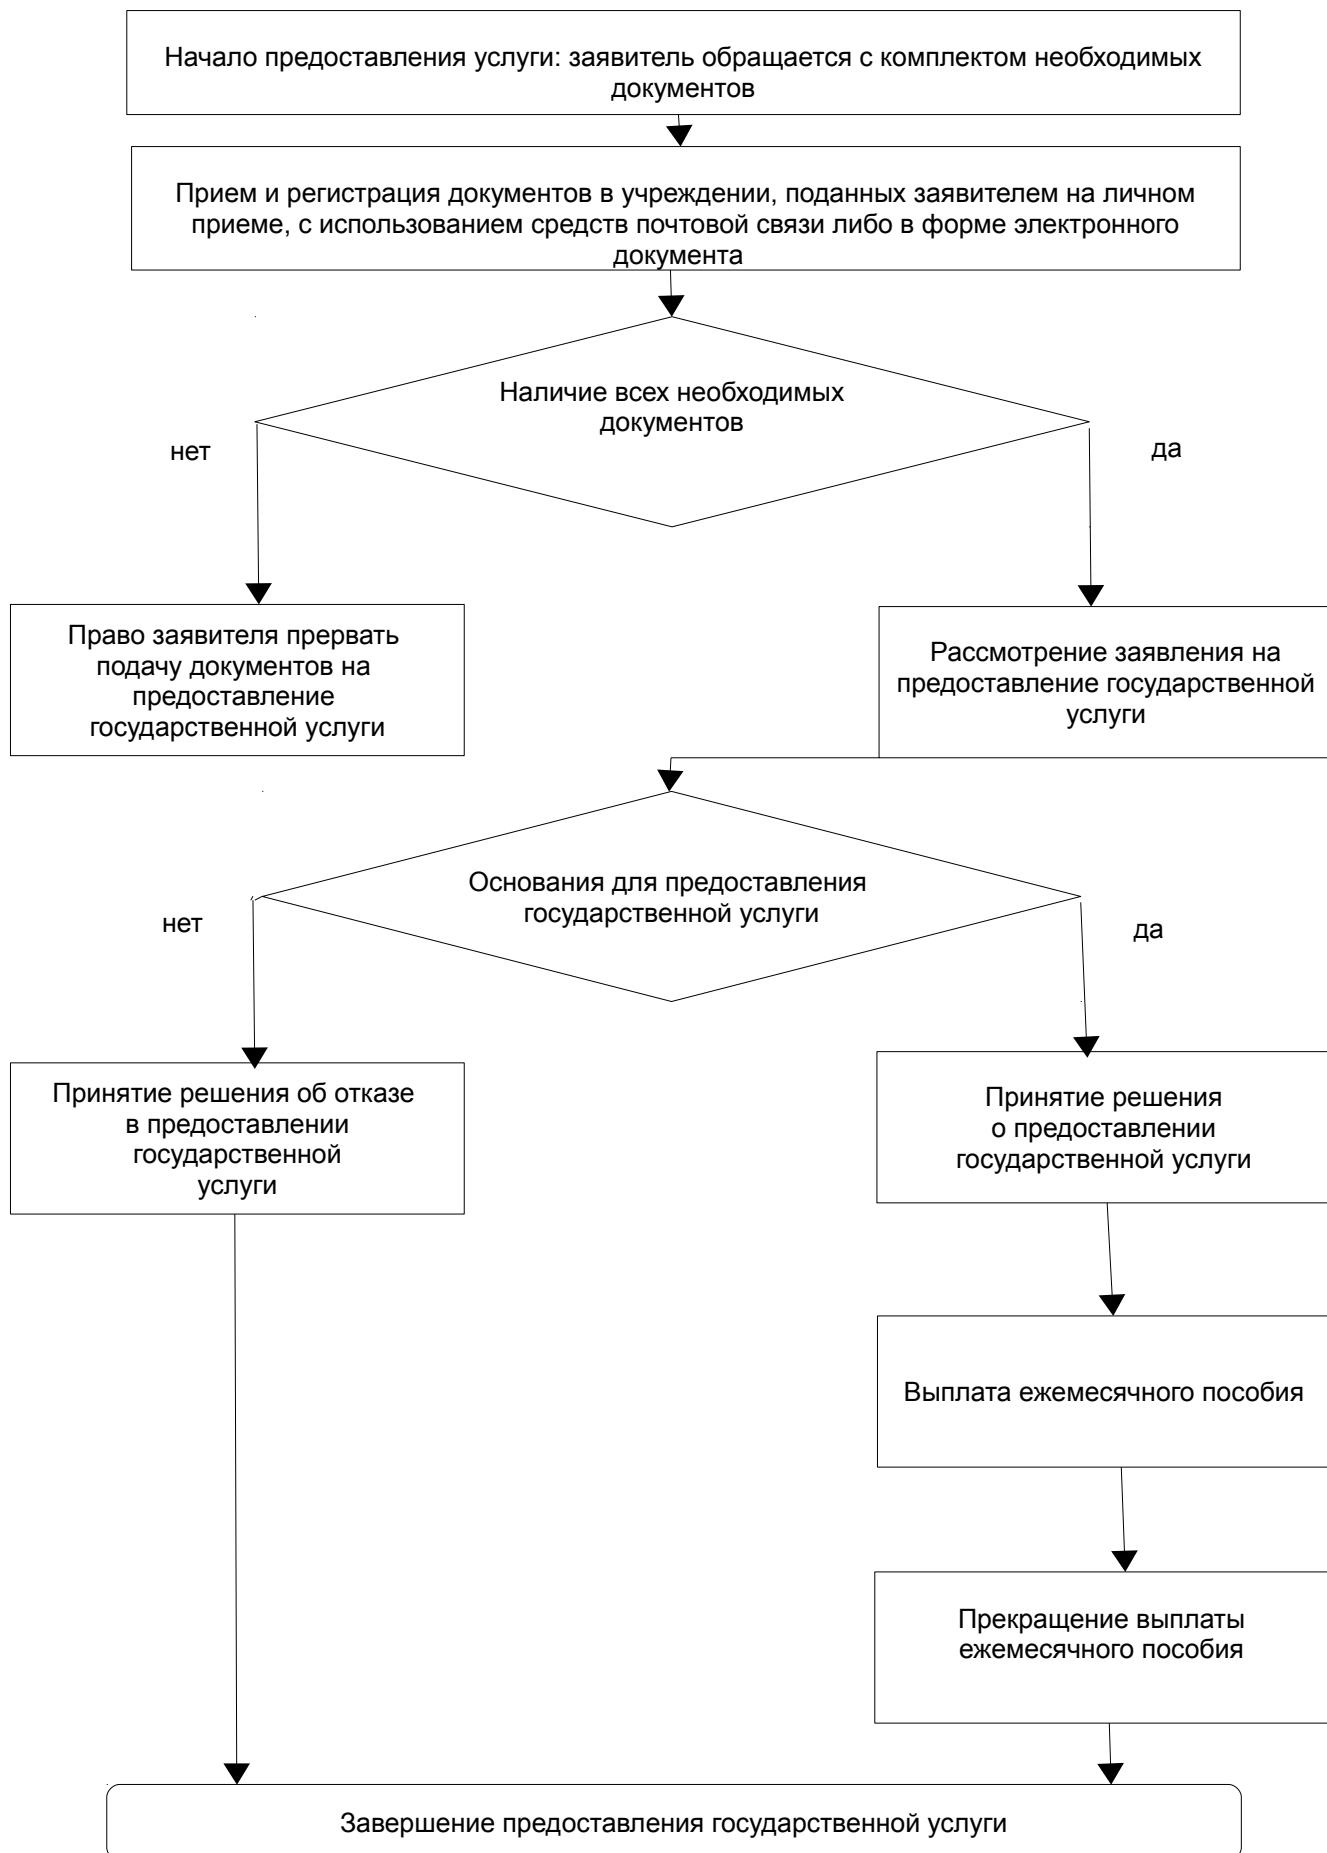 Начало предоставления услуги: заявитель обращается с комплектом необходимых
документов
Прием и регистрация документов в учреждении, поданных заявителем на личном
приеме, с использованием средств почтовой связи либо в форме электронного
документа
Наличие всех необходимых
документов
нет
да
Право заявителя прервать
подачу документов на
предоставление
государственной услуги
Рассмотрение заявления на
предоставление государственной
услуги
Основания для предоставления
государственной услуги
нет
да
Принятие решения об отказе
в предоставлении
государственной
услуги
Принятие решения
о предоставлении
государственной услуги
Выплата ежемесячного пособия
Прекращение выплаты
ежемесячного пособия
Завершение предоставления государственной услуги